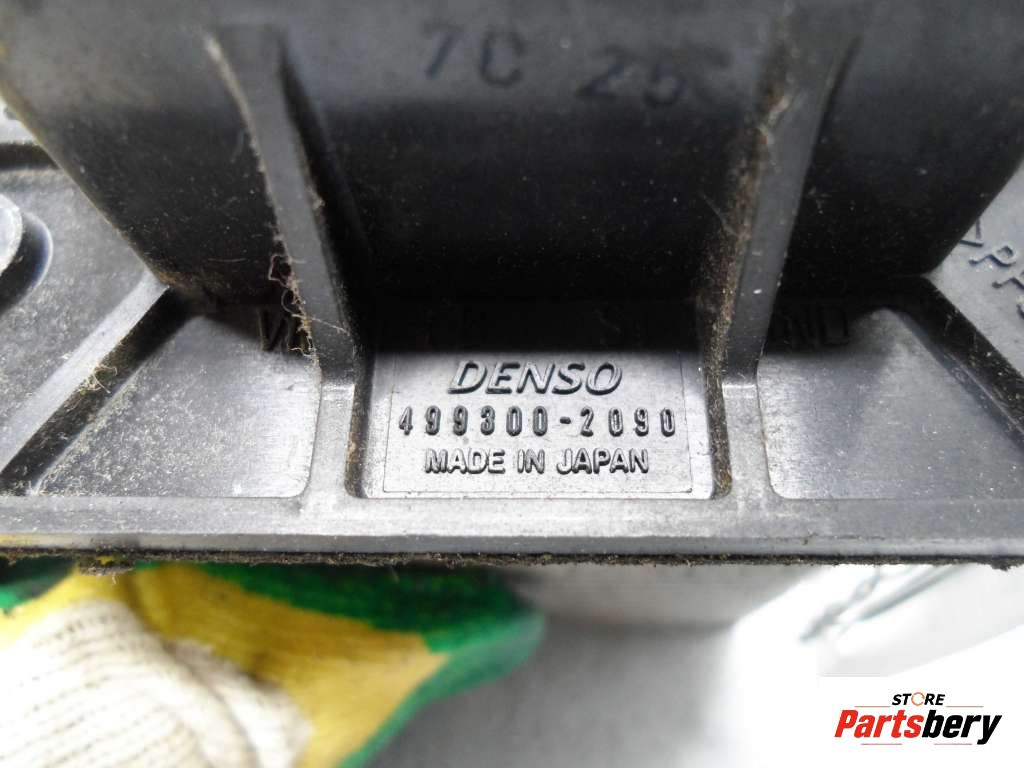 7C 25
DENSO
499300-2090
MADE IN JAPAN
STORE
Partsbery